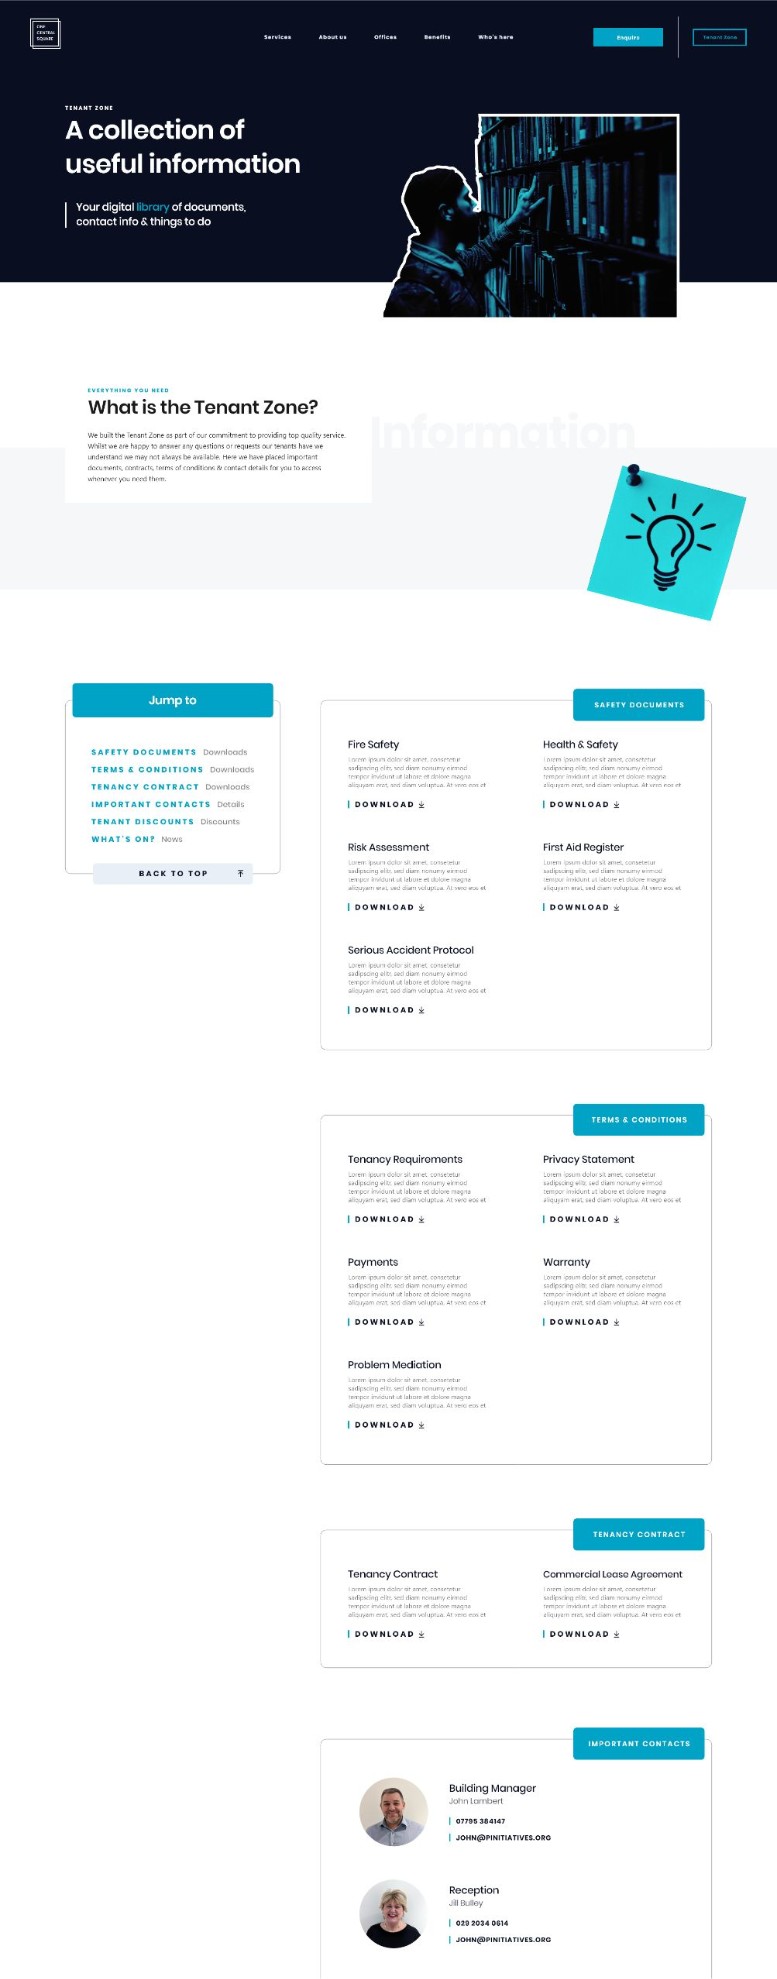 ONE
CENTRAL
SQUARE
Services
About us
Offices
Benefits
Who's here
Enquire
Tenant Zone
TENANT ZONE
A collection of
useful information
Your digital library of documents,
contact info & things to do
EVERYTHING YOU NEED
What is the Tenant Zone?
We built the Tenant Zone as part of our commitment to providing top quality service.
Whilst we are happy to answer any questions or requests our tenants have we
understand we may not always be available. Here we have placed important
documents, contracts, terms of conditions & contact details for you to access
whenever you need them.
Information
Jump to
SAFETY DOCUMENTS Downloads
TERMS & CONDITIONS Downloads
TENANCY CONTRACT Downloads
IMPORTANT CONTACTS Details
TENANT DISCOUNTS Discounts
WHAT'S ON? News
BACK TO TOP
SAFETY DOCUMENTS
Fire Safety
Lorem ipsum dolor sit amet, consetetur
sadipscing elitr, sed diam nonumy eirmod
tempor invidunt ut labore et dolore magna
aliquyam erat, sed diam voluptua. At vero eos et
DOWNLOAD
Health & Safety
Lorem ipsum dolor sit amet, consetetur
sadipscing elitr, sed diam nonumy eirmod
tempor invidunt ut labore et dolore magna
aliquyam erat, sed diam voluptua. At vero eos et
DOWNLOAD
Risk Assessment
Lorem ipsum dolor sit amet, consetetur
sadipscing elitr, sed diam nonumy eirmod
tempor invidunt ut labore et dolore magna
aliquyam erat, sed diam voluptua. At vero eos et
DOWNLOAD
First Aid Register
Lorem ipsum dolor sit amet, consetetur
sadipscing elitr, sed diam nonumy eirmod
tempor invidunt ut labore et dolore magna
aliquyam erat, sed diam voluptua. At vero eos et
DOWNLOAD
Serious Accident Protocol
Lorem ipsum dolor sit amet, consetetur
sadipscing elitr, sed diam nonumy eirmod
tempor invidunt ut labore et dolore magna
aliquyam erat, sed diam voluptua. At vero eos et
DOWNLOAD
TERMS & CONDITIONS
Tenancy Requirements
Lorem ipsum dolor sit amet, consetetur
sadipscing elitr, sed diam nonumy eirmod
tempor invidunt ut labore et dolore magna
aliquyam erat, sed diam voluptua. At vero eos et
DOWNLOAD
Privacy Statement
Lorem ipsum dolor sit amet, consetetur
sadipscing elitr, sed diam nonumy eirmod
tempor invidunt ut labore et dolore magna
aliquyam erat, sed diam voluptua. At vero eos et
DOWNLOAD
Payments
Lorem ipsum dolor sit amet, consetetur
sadipscing elitr, sed diam nonumy eirmod
tempor invidunt ut labore et dolore magna
aliquyam erat, sed diam voluptua. At vero eos et
DOWNLOAD
Warranty
Lorem ipsum dolor sit amet, consetetur
sadipscing elitr, sed diam nonumy eirmod
tempor invidunt ut labore et dolore magna
aliquyam erat, sed diam voluptua. At vero eos et
DOWNLOAD
Problem Mediation
Lorem ipsum dolor sit amet, consetetur
sadipscing elitr, sed diam nonumy eirmod
tempor invidunt ut labore et dolore magna
aliquyam erat, sed diam voluptua. At vero eos et
DOWNLOAD
TENANCY CONTRACT
Tenancy Contract
Lorem ipsum dolor sit amet, consetetur
sadipscing elitr, sed diam nonumy eirmod
tempor invidunt ut labore et dolore magna
aliquyam erat, sed diam voluptua. At vero eos et
DOWNLOAD
Commercial Lease Agreement
Lorem ipsum dolor sit amet, consetetur
sadipscing elitr, sed diam nonumy eirmod
tempor invidunt ut labore et dolore magna
aliquyam erat, sed diam voluptua. At vero eos et
DOWNLOAD
IMPORTANT CONTACTS
Building Manager
John Lambert
07795 384147
JOHN@PINITIATIVES.ORG
Reception
Jill Bulley
029 2034 0614
JOHN@PINITIATIVES.ORG